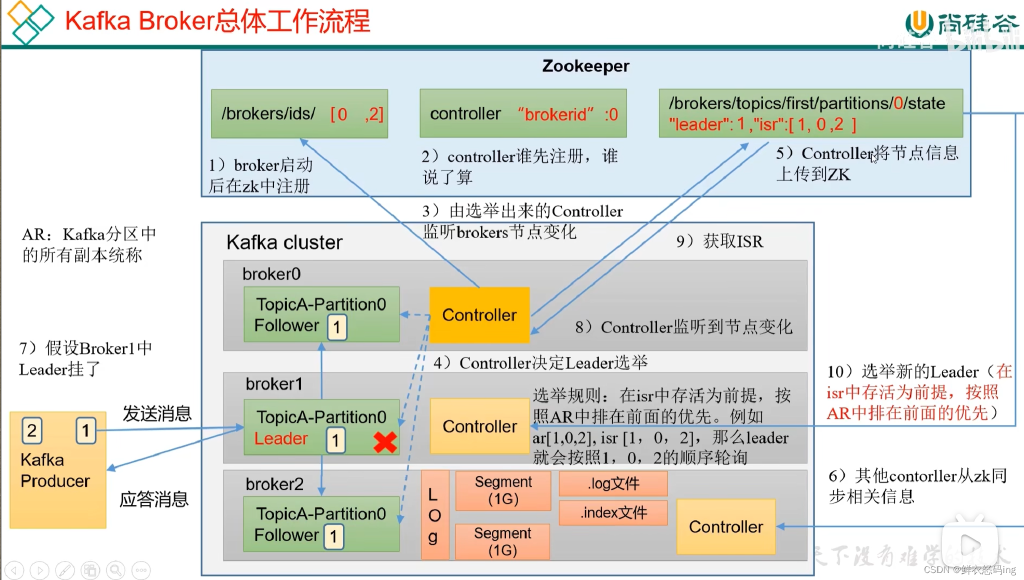 Kafka Broker总体工作流程
尚硅谷
Zookeeper
/brokers/ids/ [0 ,2]
controller “brokerid” :0
/brokers/topics/first/partitions/0/state
"leader": 1 ,"isr":[ 1, 0 ,2 ]
1）broker启动
后在zk中注册
2）controller谁先注册，谁
说了算
5）Controller将节点信息
上传到ZK
3）由选举出来的Controller
监听brokers节点变化
9）获取ISR
AR：Kafka分区中
的所有副本统称
Kafka cluster
broker0
TopicA-Partition0
Follower 1
Controller
8）Controller监听到节点变化
7）假设Broker1中
Leader挂了
4）Controller决定Leader选举
broker1
TopicA-Partition0
Leader 1
Controller
选举规则：在isr中存活为前提，按
照AR中排在前面的优先。例如
ar[1,0,2], isr [1，0，2]，那么leader
就会按照1，0，2的顺序轮询
10）选举新的Leader（在
isr中存活为前提，按照
AR中排在前面的优先）
发送消息
2 1
Kafka
Producer
应答消息
broker2
TopicA-Partition0
Follower 1
LOg
Segment
（1G）
Segment
（1G）
.log文件
.index文件
Controller
6）其他contorller从zk同
步相关信息
天下没有难学的技术
CSDN @鲜衣怒码ing